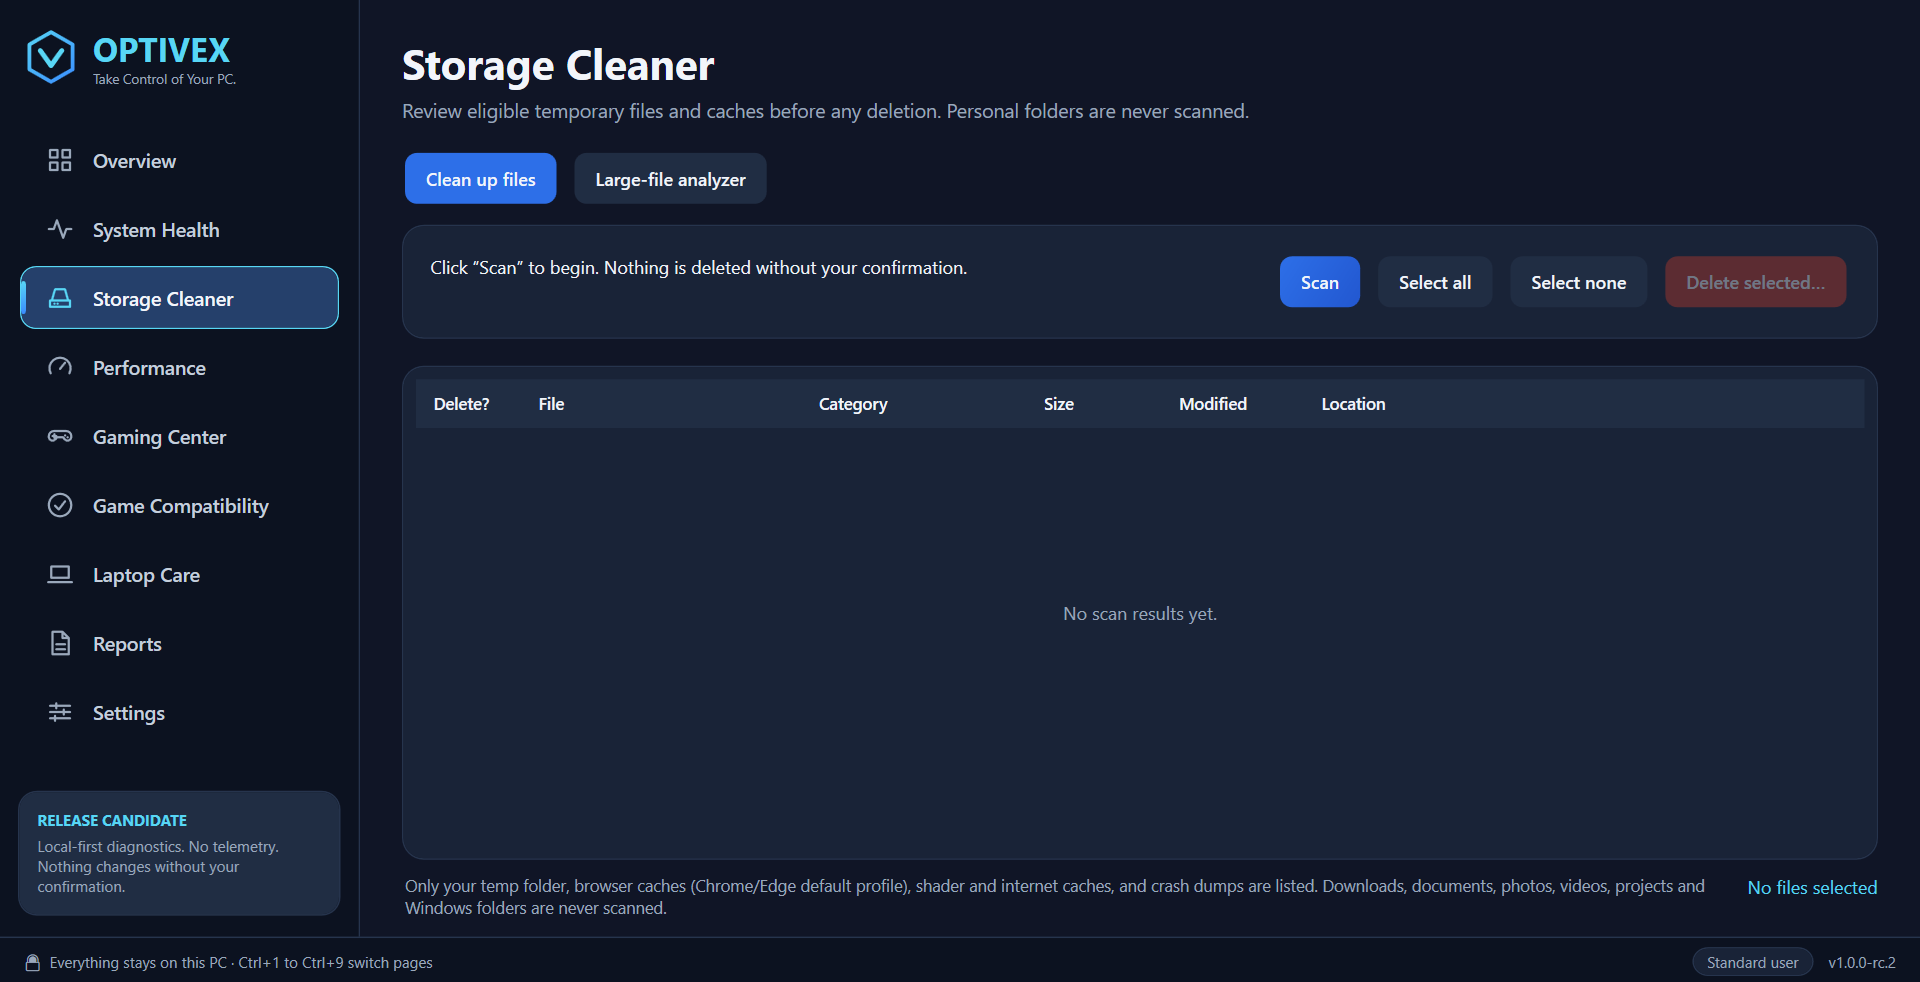 OPTIVEX
Take Control of Your PC.
Overview
System Health
Storage Cleaner
Performance
Gaming Center
Game Compatibility
Laptop Care
Reports
Settings
RELEASE CANDIDATE
Local-first diagnostics. No telemetry.
Nothing changes without your
confirmation.
Storage Cleaner
Review eligible temporary files and caches before any deletion. Personal folders are never scanned.
Clean up files
Large-file analyzer
Click “Scan” to begin. Nothing is deleted without your confirmation.
Scan
Select all
Select none
Delete selected...
Delete? File Category Size Modified Location
No scan results yet.
Only your temp folder, browser caches (Chrome/Edge default profile), shader and internet caches, and crash dumps are listed. Downloads, documents, photos, videos, projects and
Windows folders are never scanned.
No files selected
Everything stays on this PC · Ctrl+1 to Ctrl+9 switch pages
Standard user
v1.0.0-rc.2